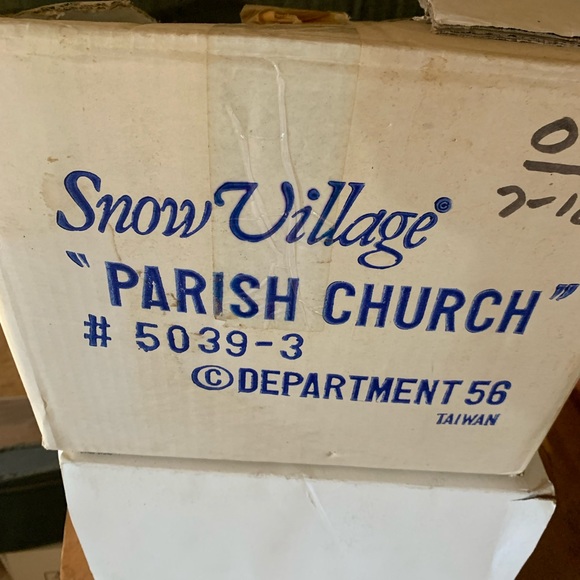 Snow Village©
"PARISH CHURCH"
# 5039-3
©DEPARTMENT 56
TAIWAN